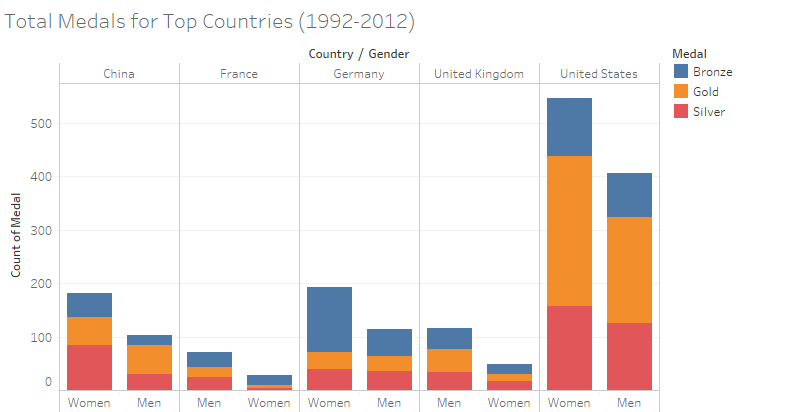 Total Medals for Top Countries (1992-2012)
Country / Gender
China France Germany United Kingdom United States
Medal
Bronze
Gold
Silver
Count of Medal
500
400
300
200
100
0
Women Men Men Women Women Men Men Women Women Men